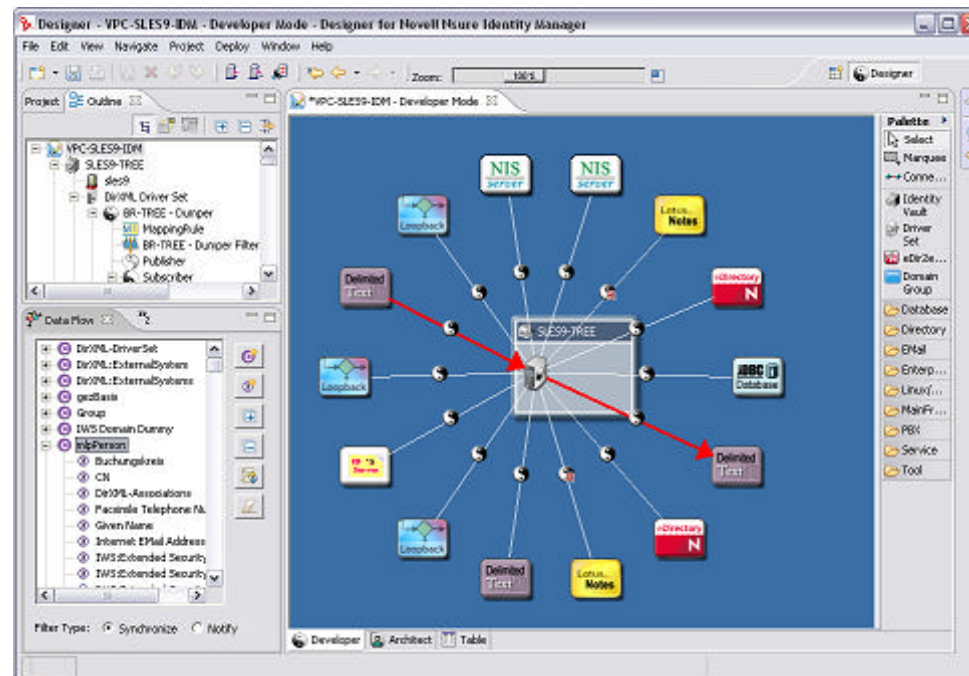 Designer - VPC-SLES9-IDM - Developer Mode - Designer for Novell Nsure Identity Manager
File Edit View Navigate Project Deploy Window Help
Zoom: 100%
Designer
Project Outline
*VPC-SLES9-IDM - Developer Mode
VPC-SLES9-IDM
SLES9-TREE
sles9
DirXML Driver Set
BR-TREE - Dumper
MappingRule
BR-TREE - Dumper Filter
Publisher
Subscriber
Data Flow
DirXML-DriverSet
DirXML:ExternalSystem
DirXML:ExternalSystems
gezBasis
Group
IWS Domain Dummy
mlpPerson
Buchungskreis
CN
DirXML-Associations
Facsimile Telephone Nu
Given Name
Internet EMail Address
IWS:Extended Security
IWS:Extended Security
Filter Type: Synchronize Notify
NIS server
NIS server
Loopback
Lotus... Notes
Delimited Text
eDirectory N
SLES9-TREE
Loopback
JDBC Database
Server
Delimited Text
Loopback
eDirectory N
Delimited Text
Lotus... Notes
Developer Architect Table
Palette
Select
Marquee
Conne...
Identity Vault
Driver Set
eDir2e...
Domain Group
Database
Directory
EMail
Enterp...
Linux/...
MainFr...
PBX
Service
Tool